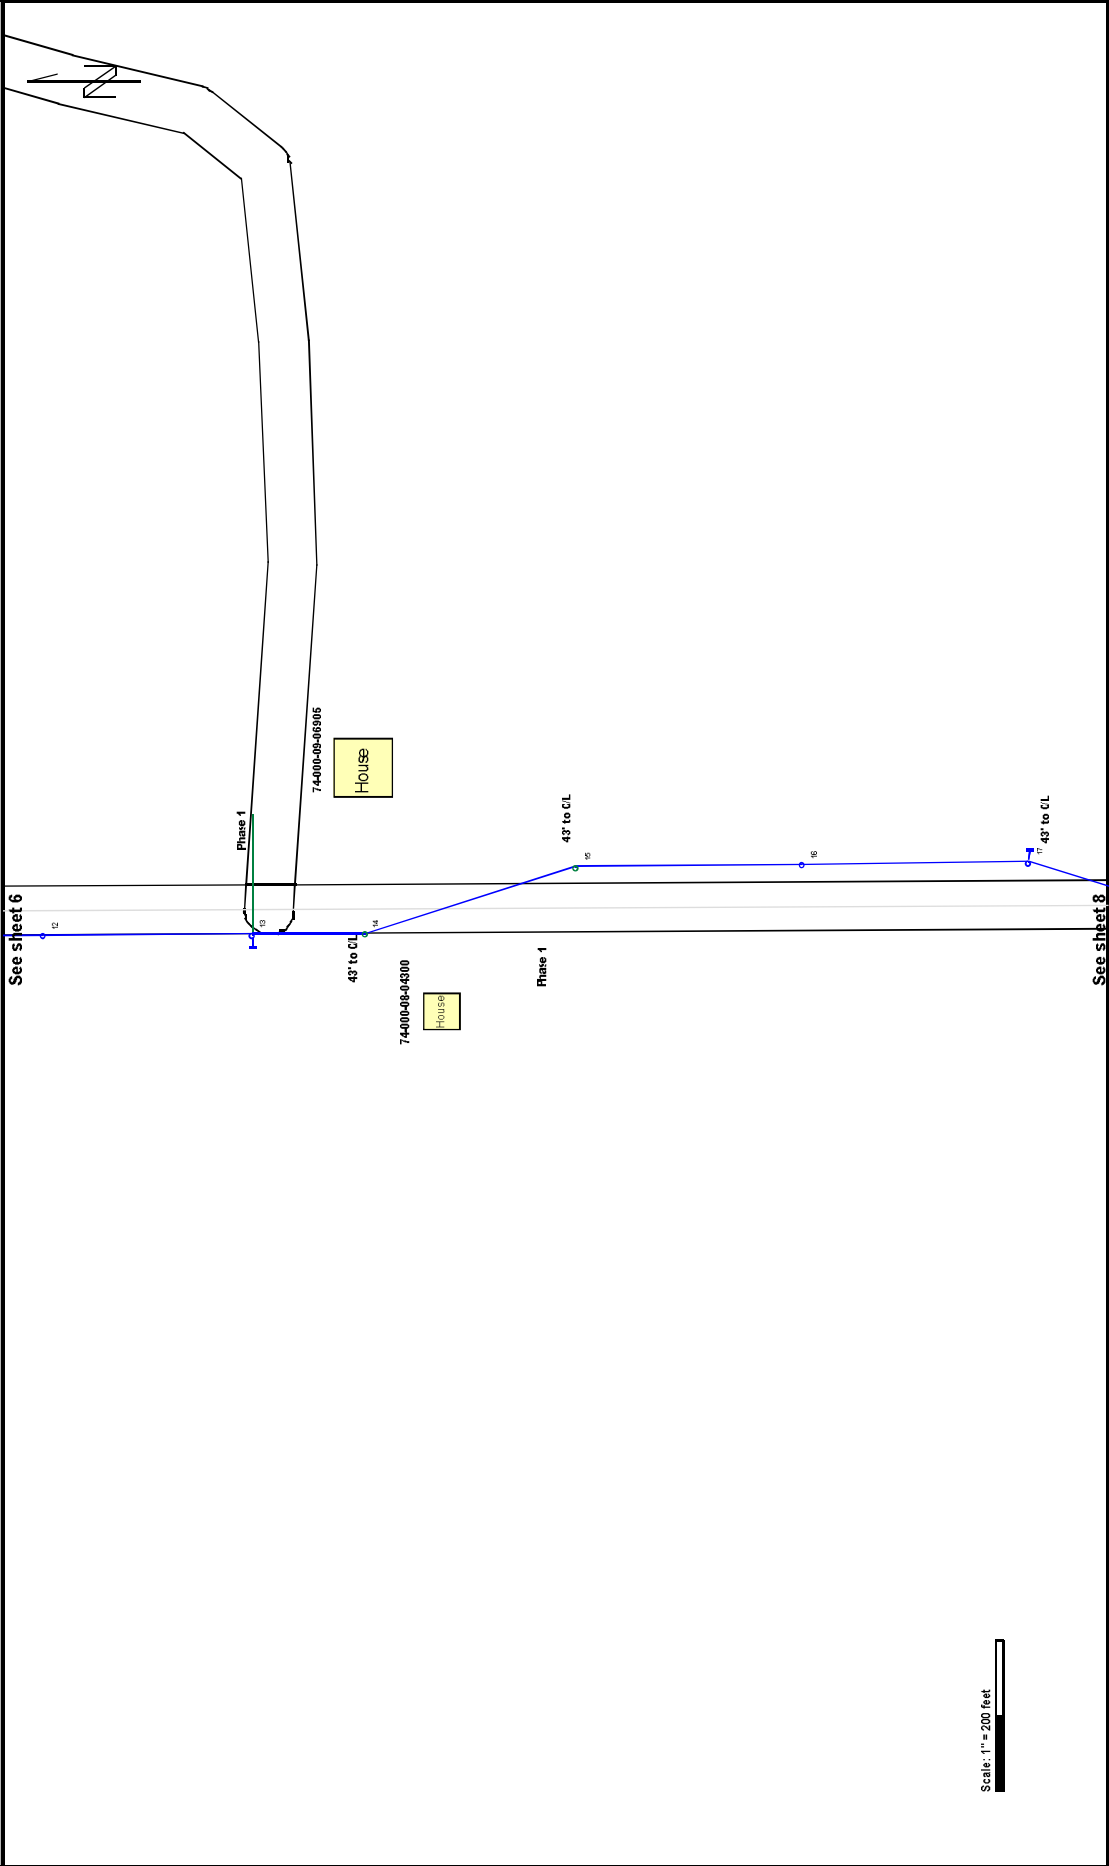 N
74-000-09-06905
House
Phase 1
43' to C/L
43' to C/L
15
16
17
See sheet 6
12
13
14
See sheet 8
43' to C/L
Phase 1
74-000-08-04300
House
Scale: 1" = 200 feet